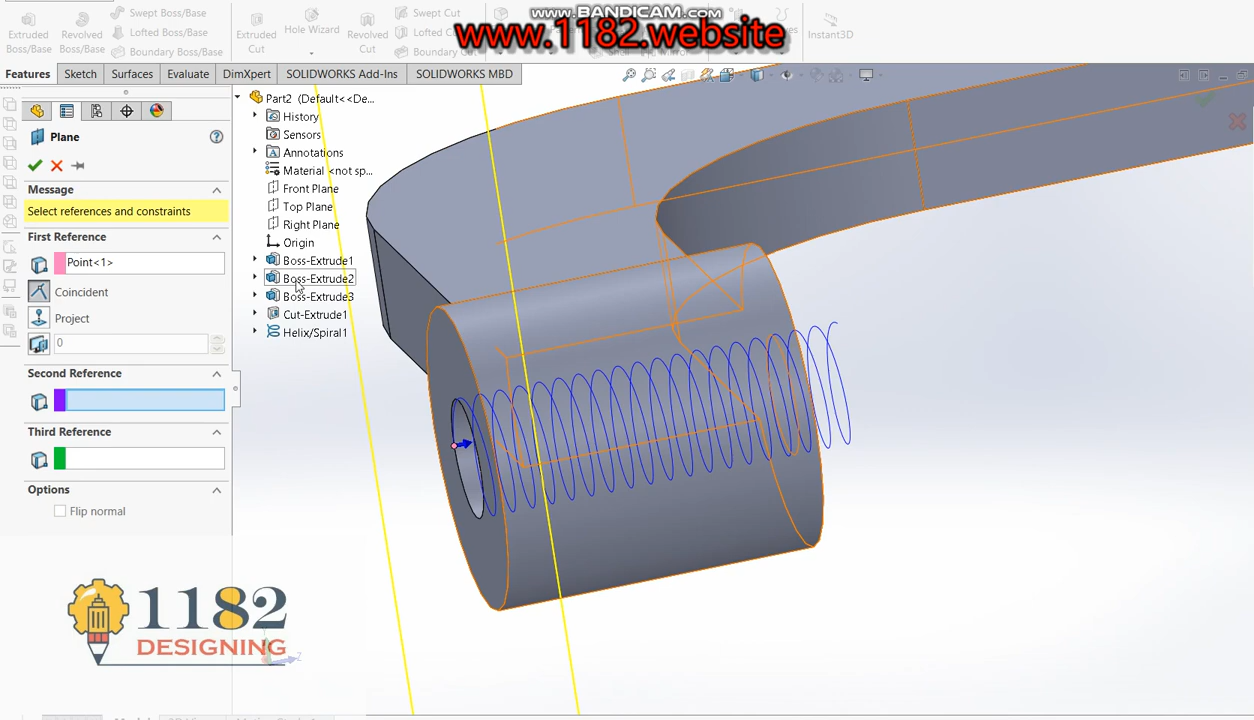 www.BANDICAM.com
www.1182.website
Extruded Boss/Base
Revolved Boss/Base
Swept Boss/Base
Lofted Boss/Base
Boundary Boss/Base
Extruded Cut
Hole Wizard
Revolved Cut
Swept Cut
Lofted Cut
Boundary Cut
Instant3D
Features
Sketch
Surfaces
Evaluate
DimXpert
SOLIDWORKS Add-Ins
SOLIDWORKS MBD
Plane
Message
Select references and constraints
First Reference
Point<1>
Coincident
Project
0
Second Reference
Third Reference
Options
Flip normal
Part2 (Default<<De...
History
Sensors
Annotations
Material <not sp...
Front Plane
Top Plane
Right Plane
Origin
Boss-Extrude1
Boss-Extrude2
Boss-Extrude3
Cut-Extrude1
Helix/Spiral1
1182
DESIGNING